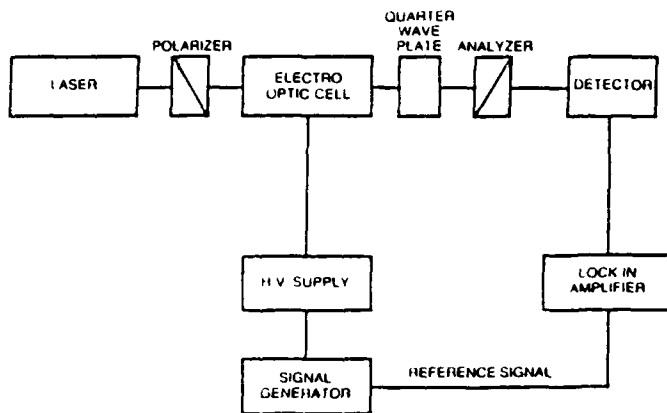 QUARTER
WAVE
PLATE
POLARIZER
ANALYZER
LASER
ELECTRO
OPTIC CELL
DETECTOR
H.V. SUPPLY
LOCK IN
AMPLIFIER
SIGNAL
GENERATOR
REFERENCE SIGNAL